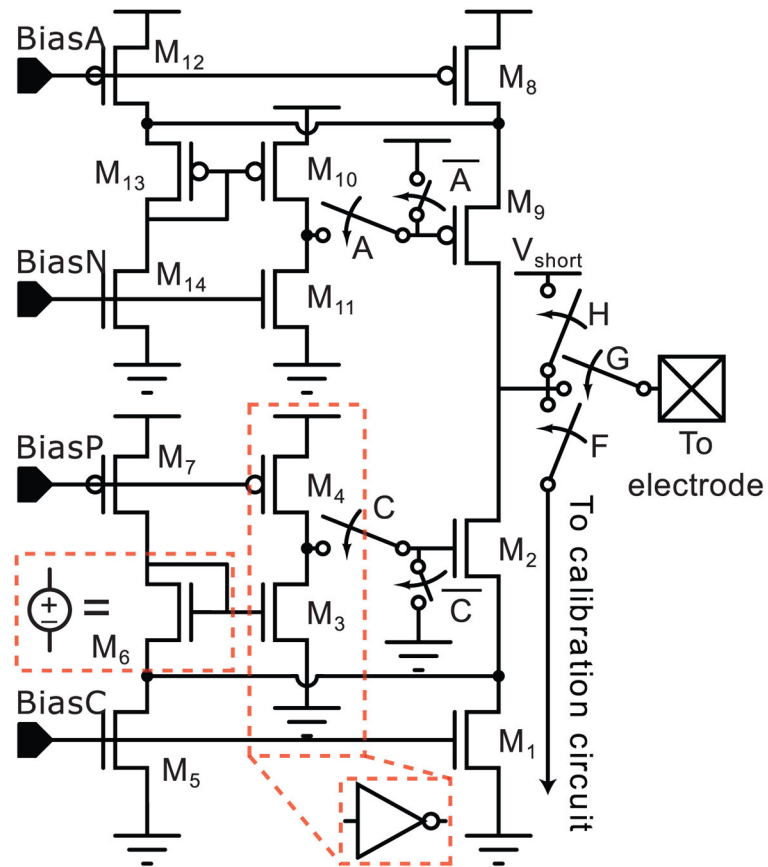 BiasA
M12
M8
M13
M10
A
M9
A
BiasN
M14
Vshort
M11
H
G
BiasP
M7
F
To
electrode
M4
C
M2
C
+
−
=
M3
M6
BiasC
M1
M5
To calibration circuit